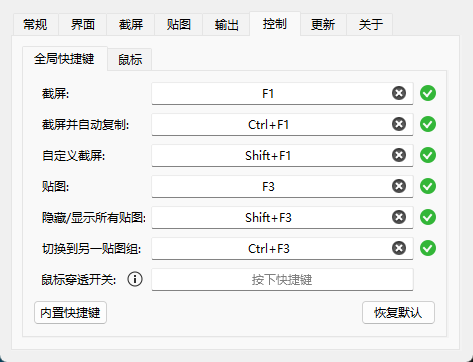 常规 界面 截屏 贴图 输出 控制 更新 关于
全局快捷键 鼠标
截屏: F1
截屏并自动复制: Ctrl+F1
自定义截屏: Shift+F1
贴图: F3
隐藏/显示所有贴图: Shift+F3
切换到另一贴图组: Ctrl+F3
鼠标穿透开关: 按下快捷键
内置快捷键 恢复默认